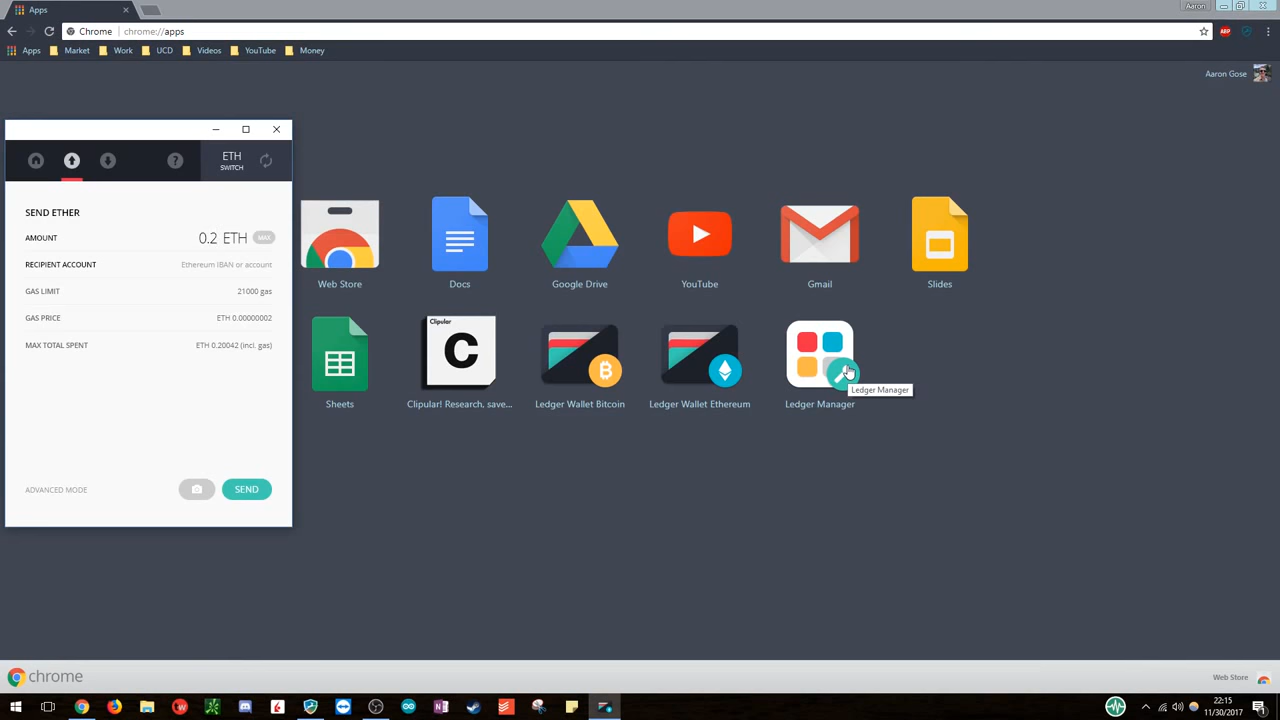 Apps
Aaron
Chrome
chrome://apps
ABP
Apps
Market
Work
UCD
Videos
YouTube
Money
Aaron Gose
ETH
SWITCH
?
SEND ETHER
AMOUNT
0.2 ETH
MAX
RECIPIENT ACCOUNT
Ethereum IBAN or account
GAS LIMIT
21000 gas
GAS PRICE
ETH 0.00000002
MAX TOTAL SPENT
ETH 0.20042 (incl. gas)
ADVANCED MODE
SEND
Web Store
Docs
Google Drive
YouTube
Gmail
Slides
Clipular
C
Sheets
Clipular! Research, save...
Ledger Wallet Bitcoin
Ledger Wallet Ethereum
Ledger Manager
Ledger Manager
chrome
Web Store
22:15
11/30/2017